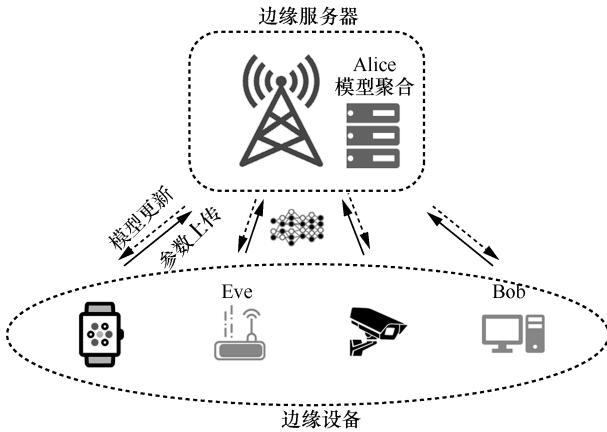 边缘服务器
Alice
模型聚合
模型更新
参数上传
Eve
Bob
边缘设备